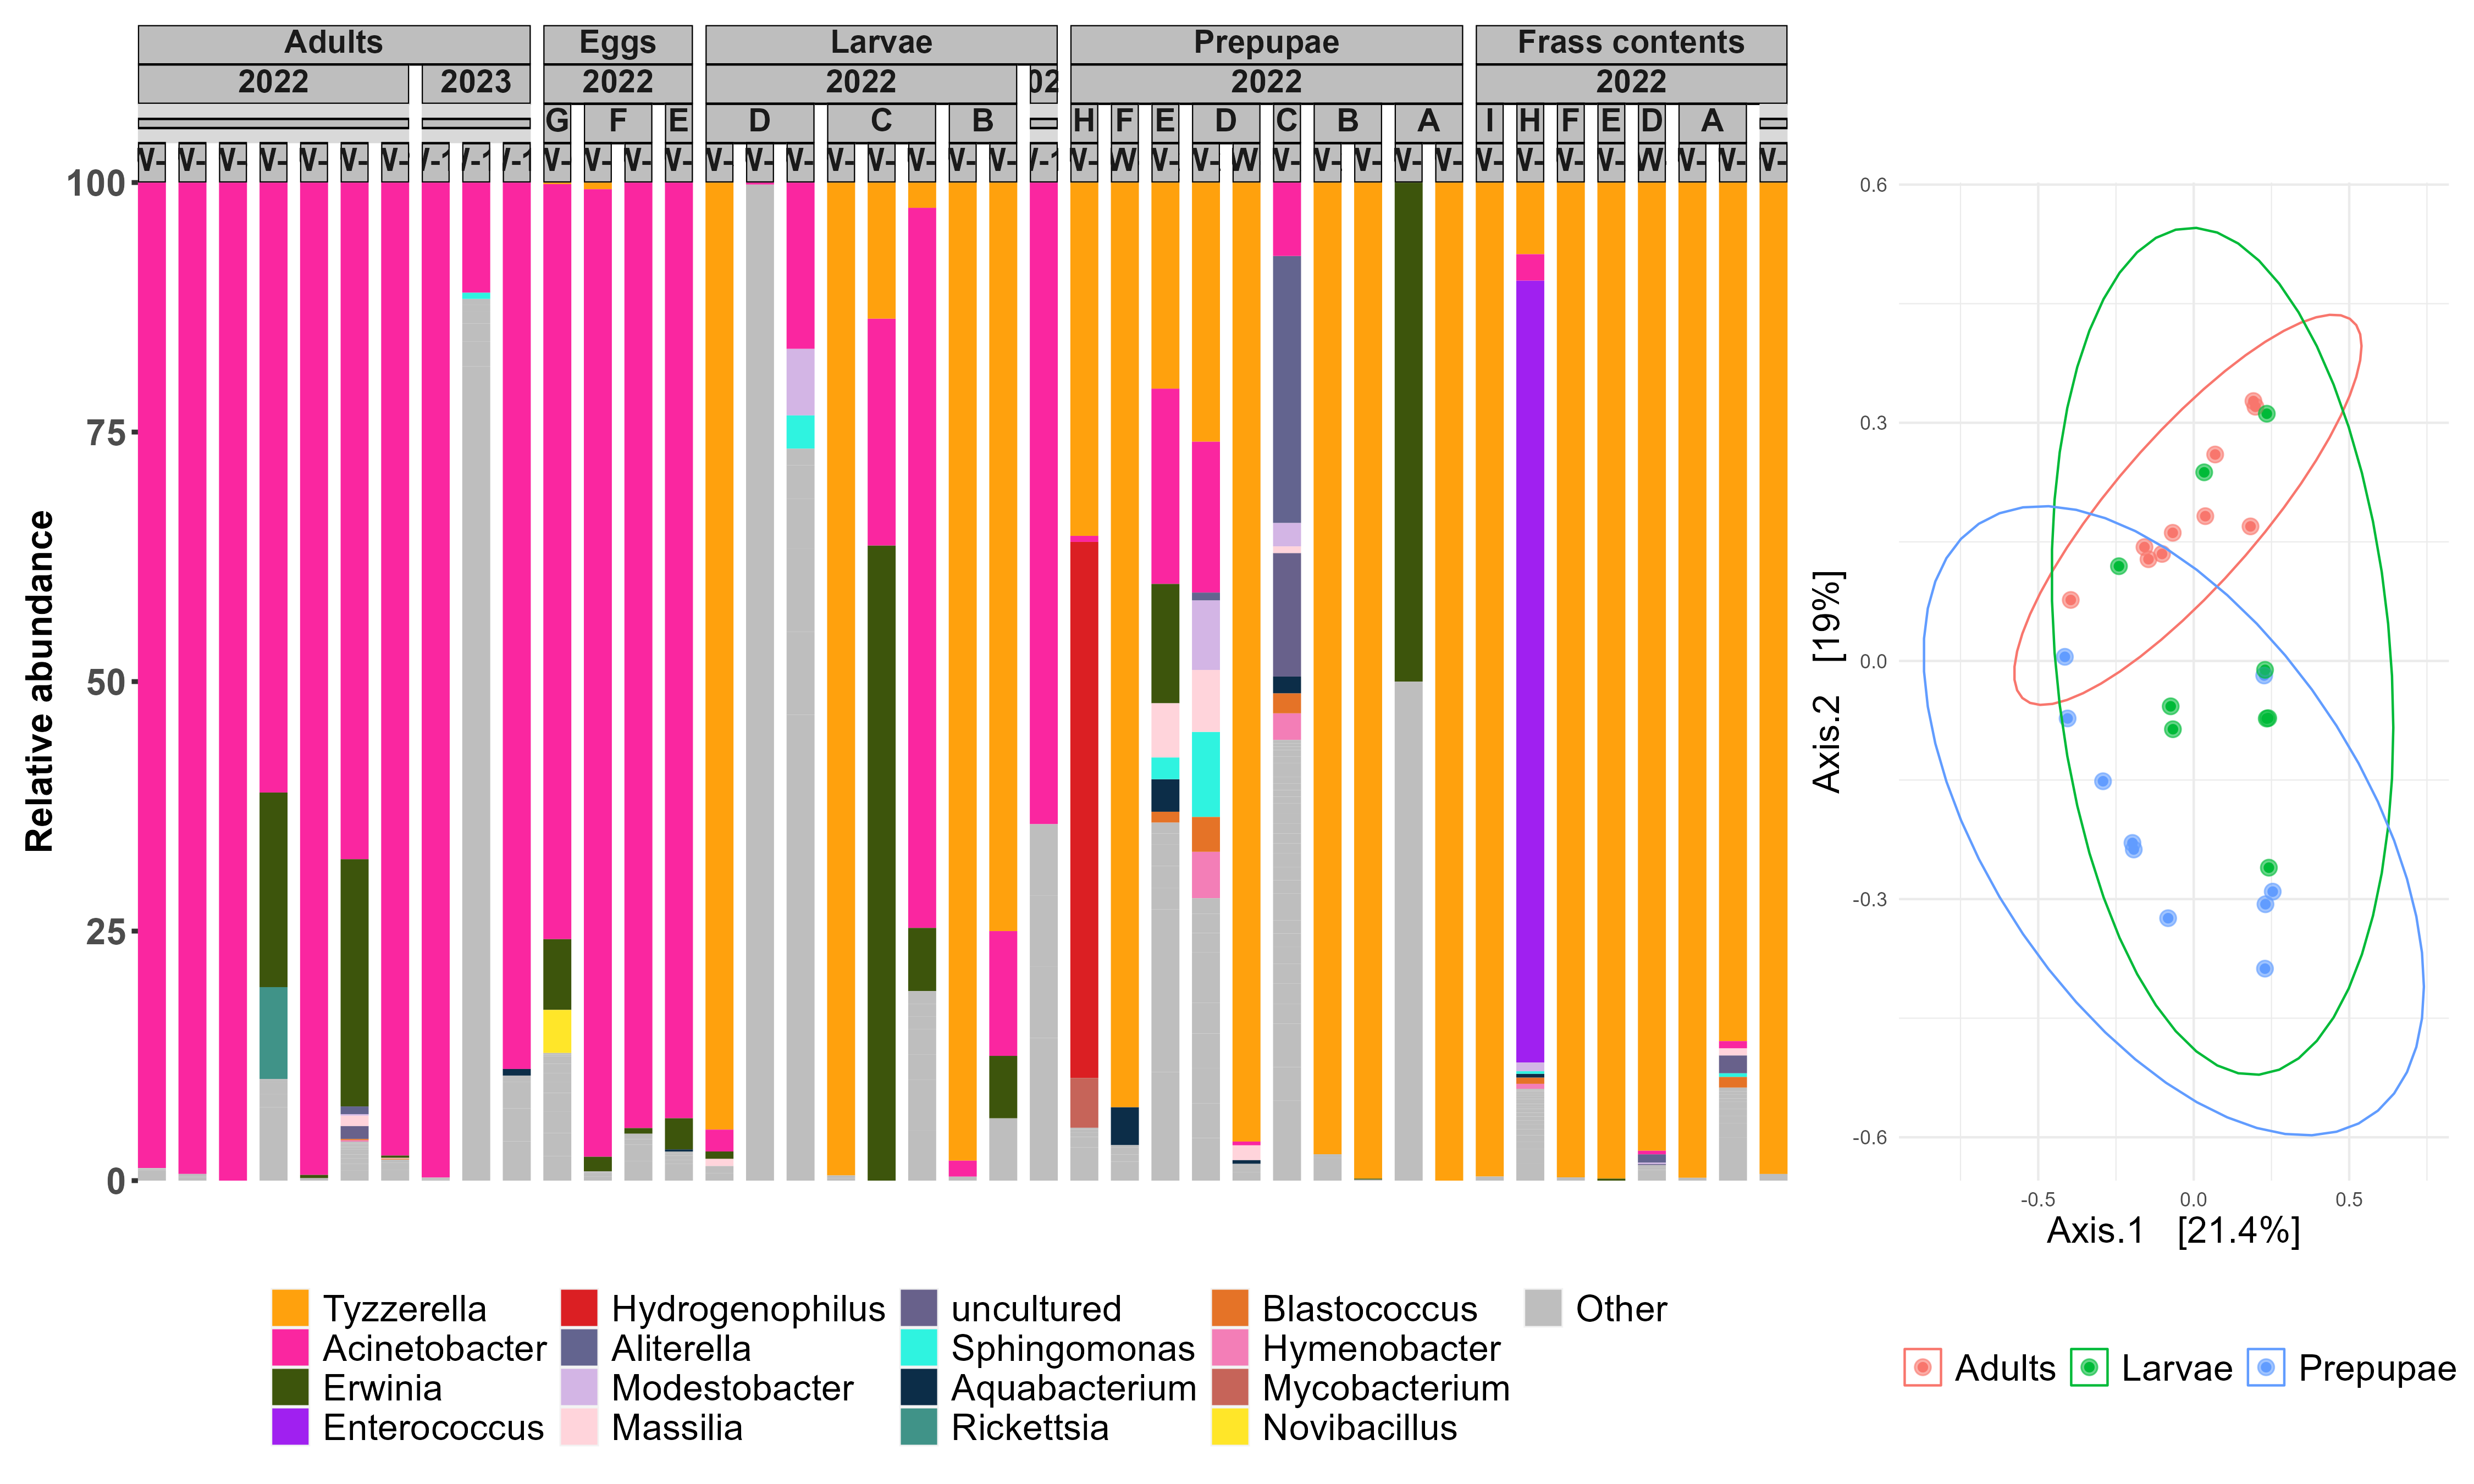 Adults Eggs Larvae Prepupae Frass contents
2022 2023 2022 2022 2022 2022
G F E D C B H F E D C B A I H F E D A
100
75
50
25
0
Relative abundance
0.6
0.3
0.0
-0.3
-0.6
Axis.2 [19%]
-0.5 0.0 0.5
Axis.1 [21.4%]
Tyzzerella Hydrogenophilus uncultured Blastococcus Other
Acinetobacter Aliterella Sphingomonas Hymenobacter
Erwinia Modestobacter Aquabacterium Mycobacterium
Enterococcus Massilia Rickettsia Novibacillus
Adults Larvae Prepupae